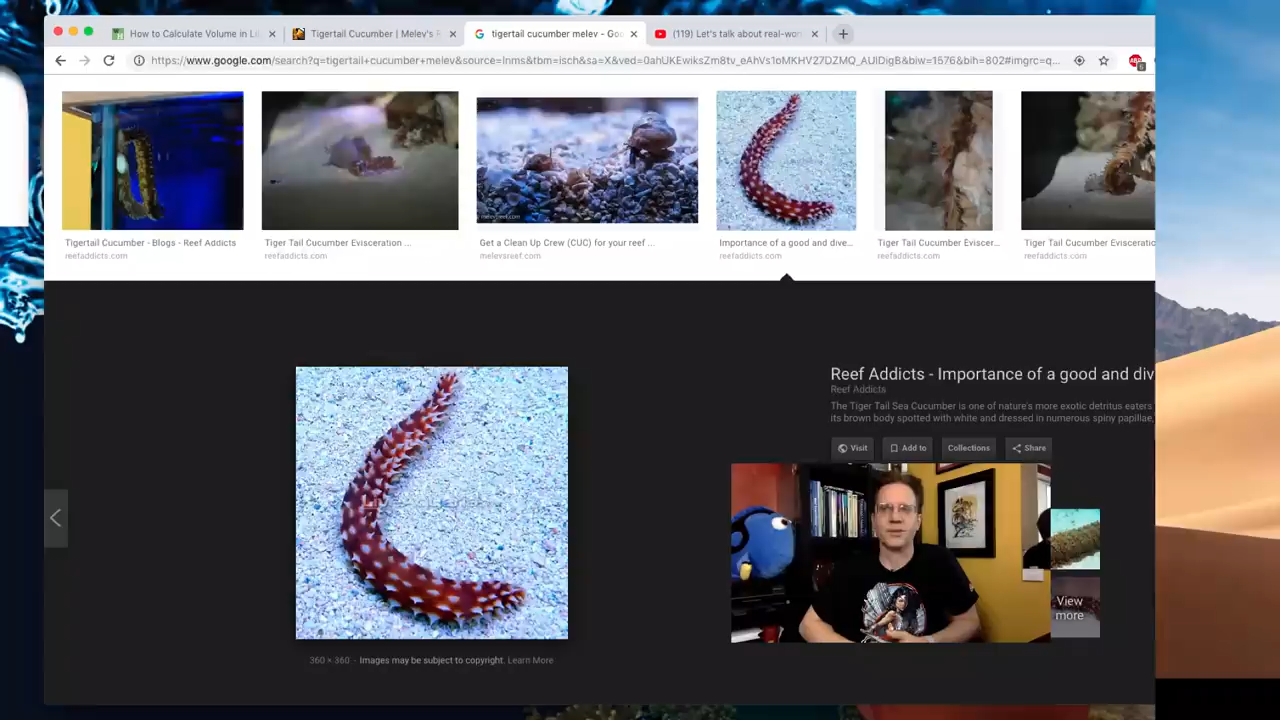 How to Calculate Volume in Li
Tigertail Cucumber | Melev's R
tigertail cucumber melev - Goo
(119) Let's talk about real-wor
https://www.google.com/search?q=tigertail+cucumber+melev&source=lnms&tbm=isch&sa=X&ved=0ahUKEwiksZm8tv_eAhVs1oMKHV27DZMQ_AUIDigB&biw=1576&bih=802#imgrc=q...
Tigertail Cucumber - Blogs - Reef Addicts
reefaddicts.com
Tiger Tail Cucumber Evisceration ...
reefaddicts.com
melevsreef.com
Get a Clean Up Crew (CUC) for your reef ...
melevsreef.com
Importance of a good and dive...
reefaddicts.com
Tiger Tail Cucumber Eviscer...
reefaddicts.com
Tiger Tail Cucumber Evisceratio
reefaddicts.com
Reef Addicts - Importance of a good and div
Reef Addicts
The Tiger Tail Sea Cucumber is one of nature's more exotic detritus eaters
its brown body spotted with white and dressed in numerous spiny papillae,
Visit
Add to
Collections
Share
View
more
360 × 360 · Images may be subject to copyright. Learn More